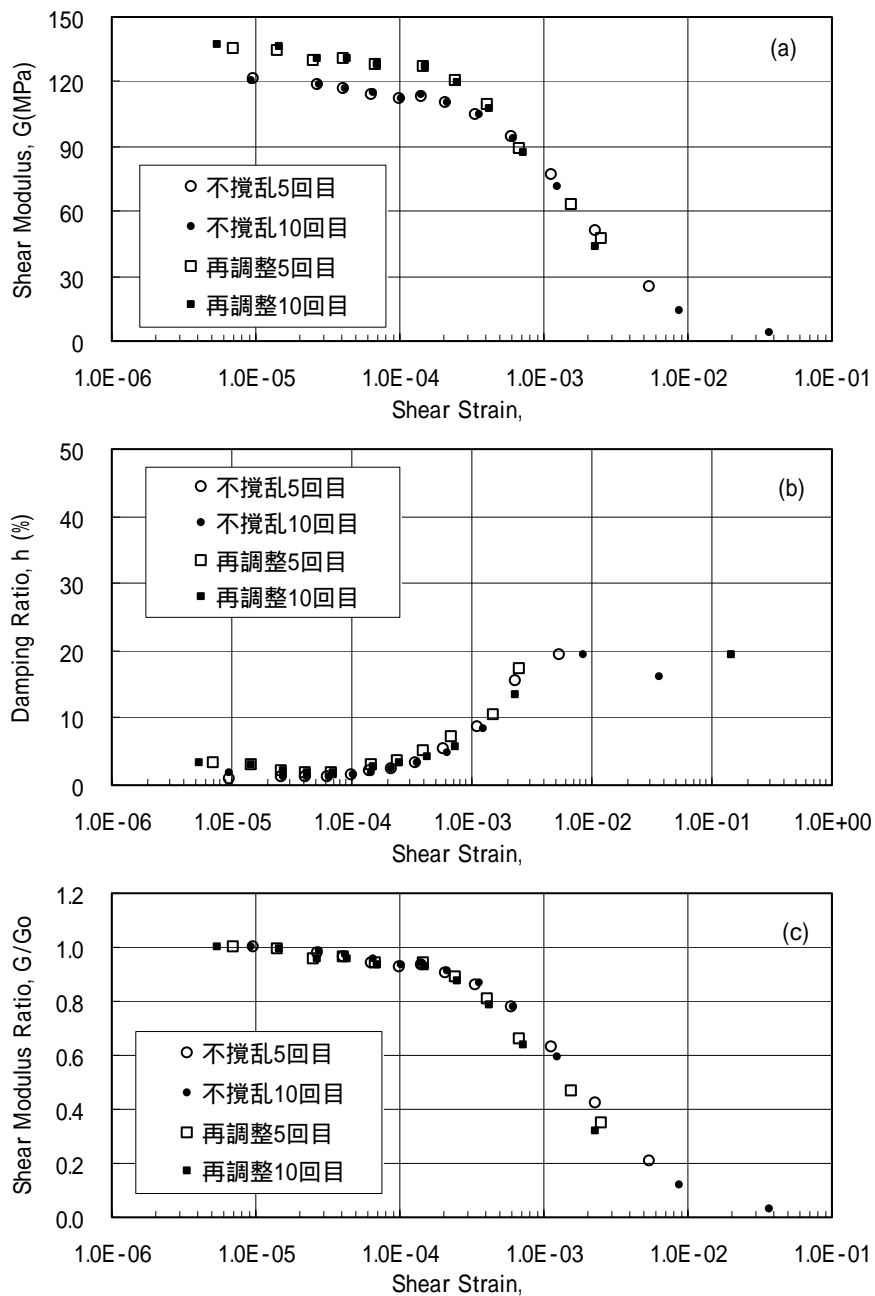 150
120
90
60
30
0
Shear Modulus, G(MPa)
(a)
不撹乱5回目
不撹乱10回目
再調整5回目
再調整10回目
1.0E-06 1.0E-05 1.0E-04 1.0E-03 1.0E-02 1.0E-01
Shear Strain,
50
40
30
20
10
0
Damping Ratio, h (%)
(b)
不撹乱5回目
不撹乱10回目
再調整5回目
再調整10回目
1.0E-06 1.0E-05 1.0E-04 1.0E-03 1.0E-02 1.0E-01 1.0E+00
Shear Strain,
1.2
1.0
0.8
0.6
0.4
0.2
0.0
Shear Modulus Ratio, G/Go
(c)
不撹乱5回目
不撹乱10回目
再調整5回目
再調整10回目
1.0E-06 1.0E-05 1.0E-04 1.0E-03 1.0E-02 1.0E-01
Shear Strain,